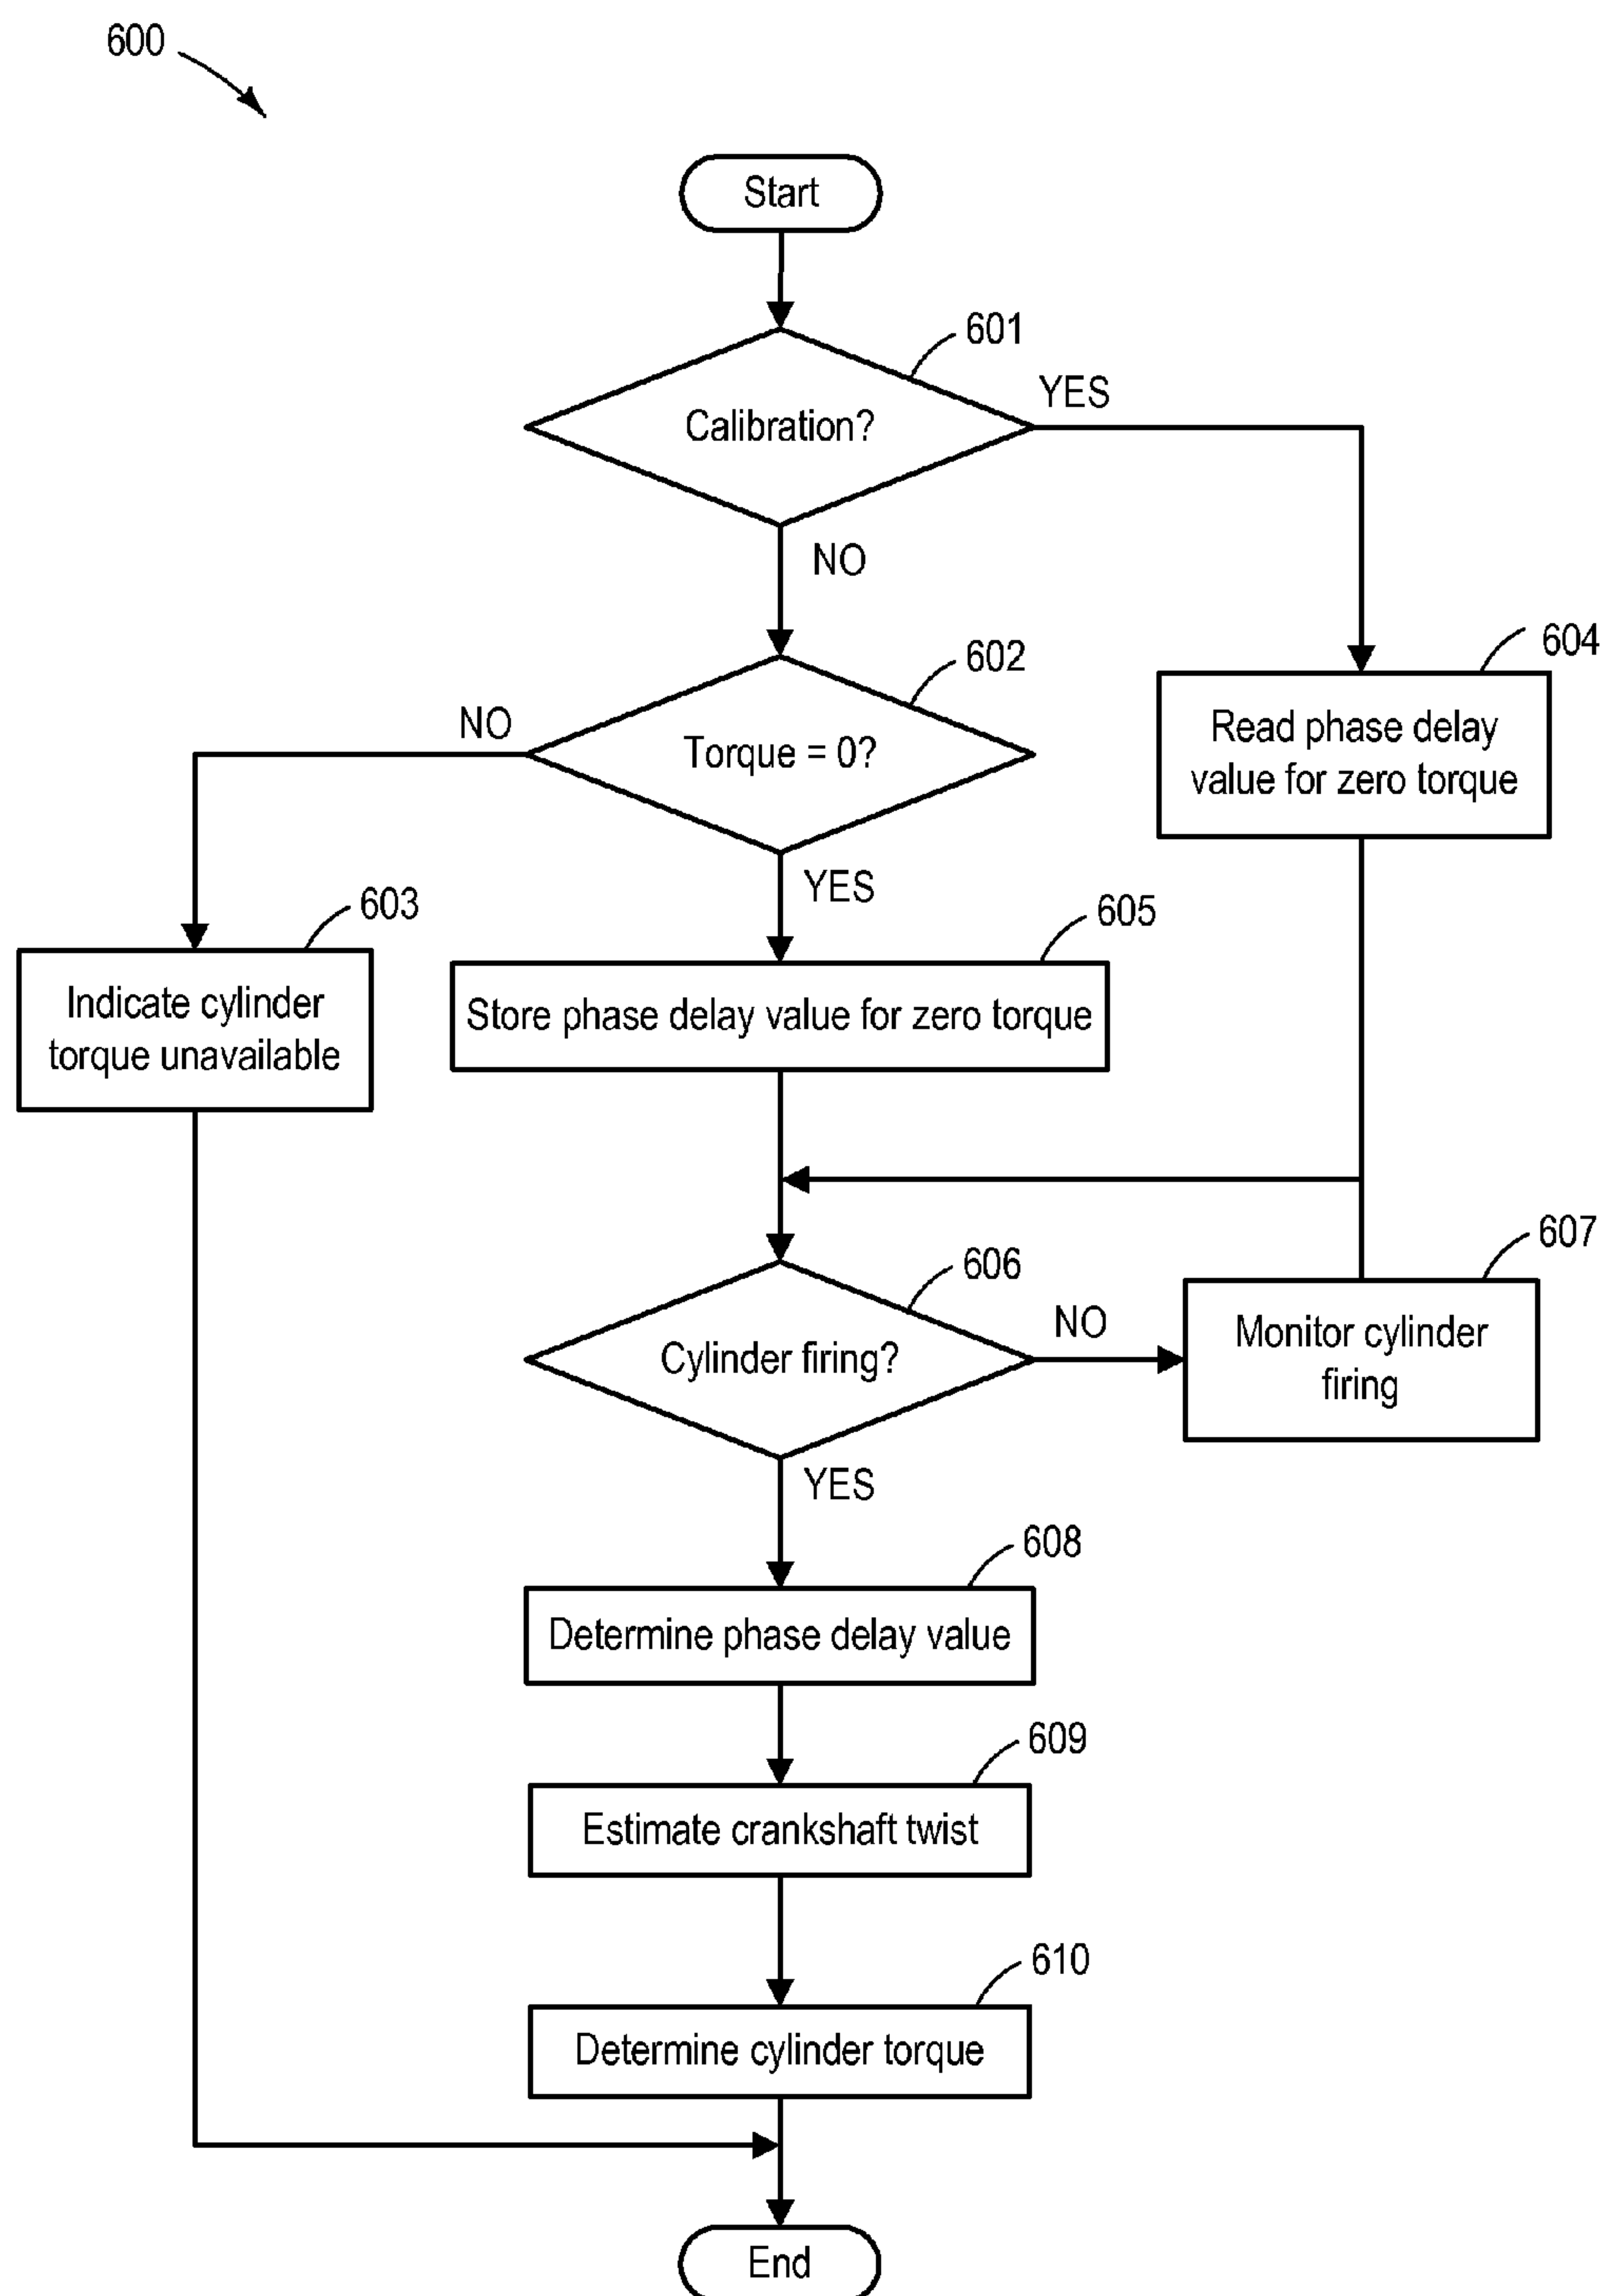 600
Start
601
Calibration?
YES
NO
602
Torque = 0?
NO
YES
604
Read phase delay
value for zero torque
603
Indicate cylinder
torque unavailable
605
Store phase delay value for zero torque
606
Cylinder firing?
NO
YES
607
Monitor cylinder
firing
608
Determine phase delay value
609
Estimate crankshaft twist
610
Determine cylinder torque
End